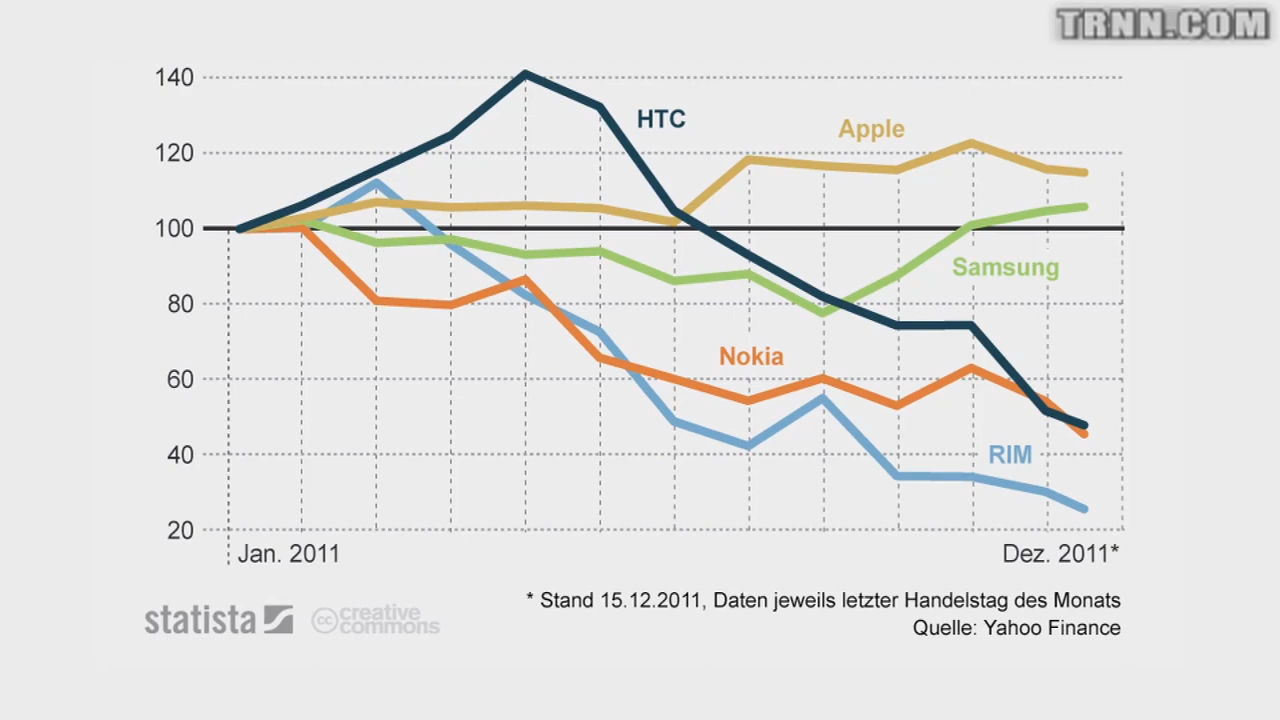 TRNN.COM
140
HTC
Apple
120
100
Samsung
80
Nokia
60
40
RIM
20
Jan. 2011
Dez. 2011*
* Stand 15.12.2011, Daten jeweils letzter Handelstag des Monats
Quelle: Yahoo Finance
statista
cc creative
commons